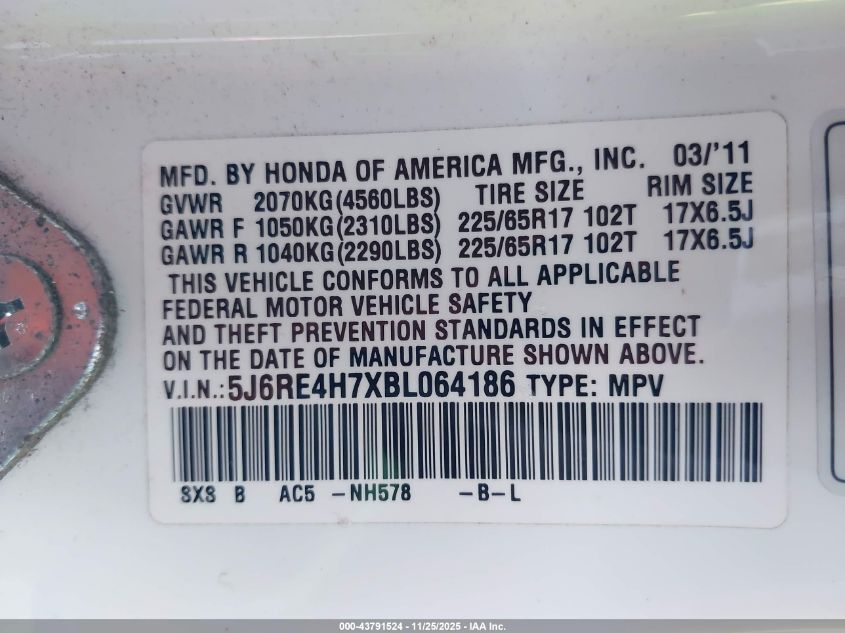 MFD. BY HONDA OF AMERICA MFG., INC. 03/'11
GVWR 2070KG(4560LBS) TIRE SIZE RIM SIZE
GAWR F 1050KG(2310LBS) 225/65R17 102T 17X6.5J
GAWR R 1040KG(2290LBS) 225/65R17 102T 17X6.5J
THIS VEHICLE CONFORMS TO ALL APPLICABLE
FEDERAL MOTOR VEHICLE SAFETY
AND THEFT PREVENTION STANDARDS IN EFFECT
ON THE DATE OF MANUFACTURE SHOWN ABOVE.
V.I.N.: 5J6RE4H7XBL064186 TYPE: MPV
SXS B AC5 -NH578 -B-L
000-43791524 - 11/25/2025 - IAA Inc.